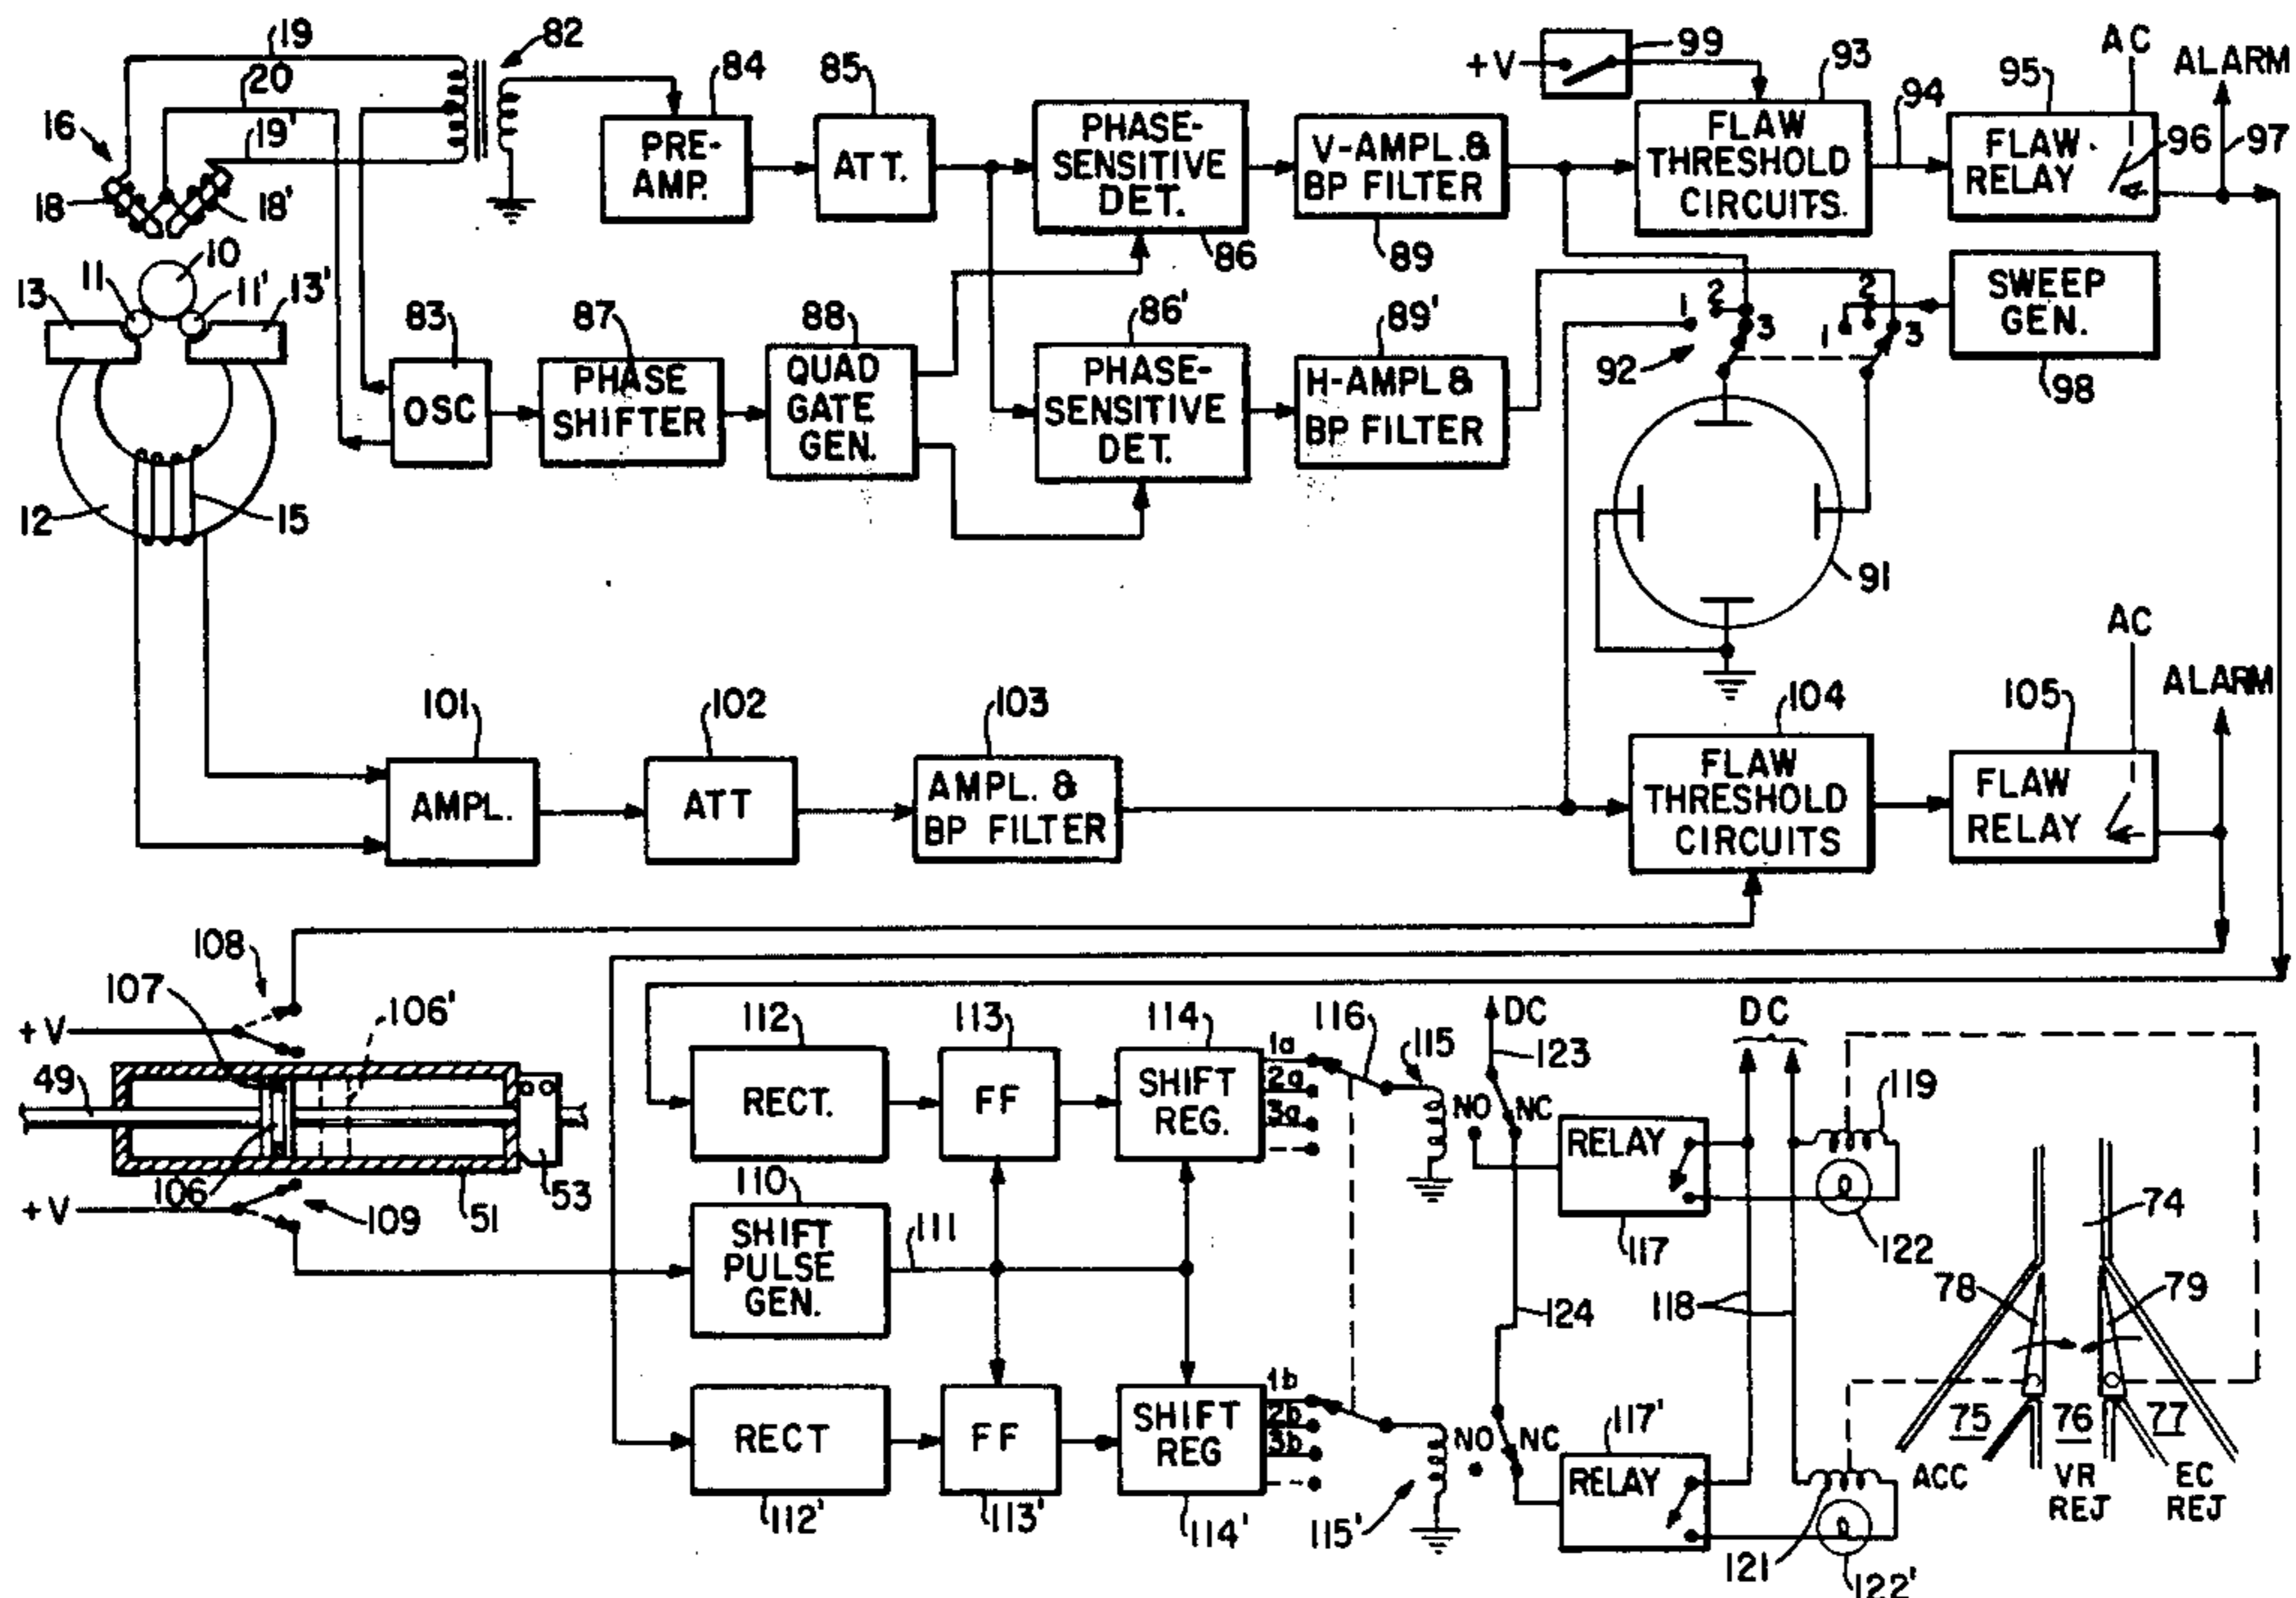 19
82
20
84
85
+V
99
93
AC
ALARM
16
19'
PRE-
AMP.
ATT.
PHASE-
SENSITIVE
DET.
V-AMPL.&
BP FILTER
FLAW
THRESHOLD
CIRCUITS.
94
95
FLAW
RELAY
96
97
18
18'
86
89
10
11
11'
13
13'
83
87
88
86'
89'
1
2
3
1
2
3
SWEEP
GEN.
92
98
OSC
PHASE
SHIFTER
QUAD
GATE
GEN.
PHASE-
SENSITIVE
DET.
H-AMPL &
BP FILTER
12
15
91
AC
101
102
103
104
105
ALARM
AMPL.
ATT
AMPL. &
BP FILTER
FLAW
THRESHOLD
CIRCUITS
FLAW
RELAY
108
107
106'
+V
112
113
114
1a
2a
3a
116
115
DC
123
DC
49
RECT.
FF
SHIFT
REG.
NO
NC
RELAY
119
106
51
53
110
+V
109
SHIFT
PULSE
GEN.
111
117
122
74
78
79
118
124
1b
2b
3b
RECT
FF
SHIFT
REG
NO
NC
117'
RELAY
75
76
77
ACC
VR
REJ
EC
REJ
112'
113'
114'
115'
121
122'